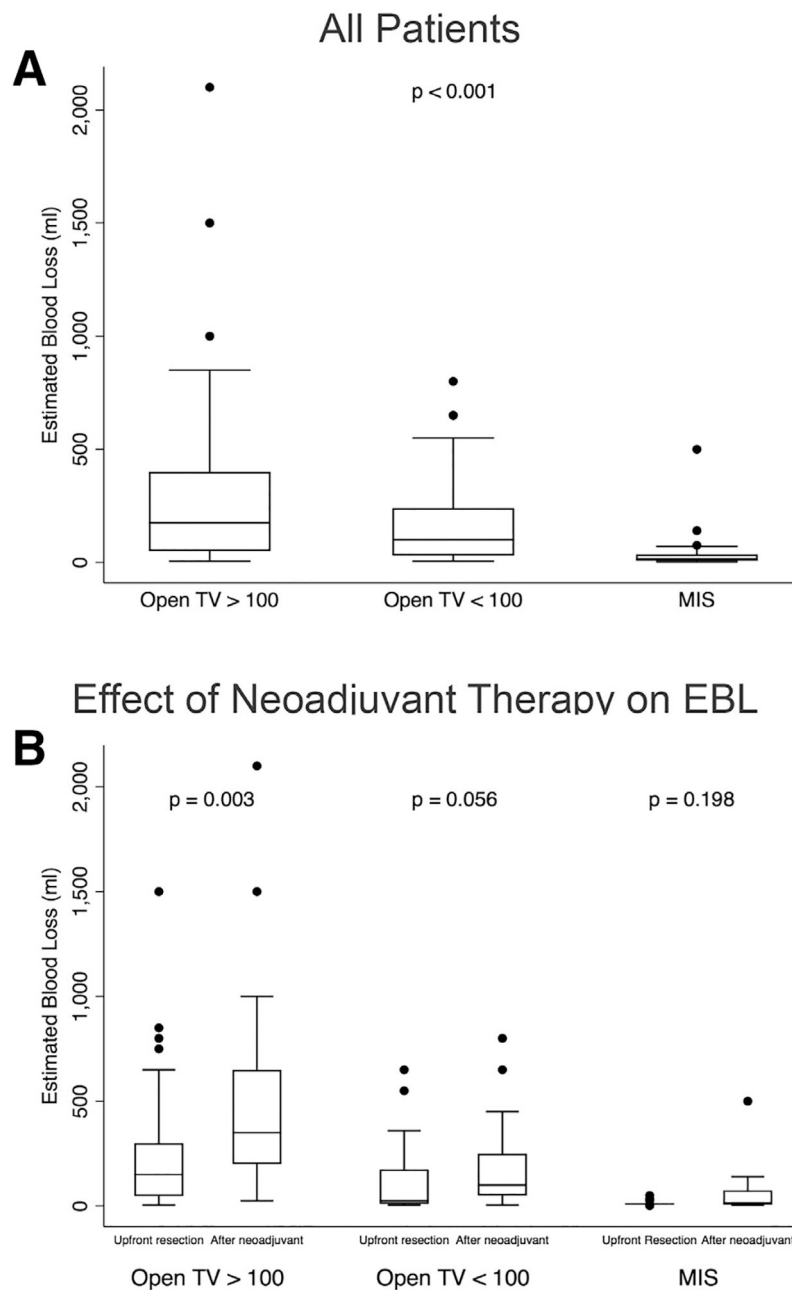 All Patients
A
p < 0.001
2,000
1,500
1,000
500
0
Estimated Blood Loss (ml)
Open TV > 100 Open TV < 100 MIS
Effect of Neoadjuvant Therapy on EBL
B
p = 0.003 p = 0.056 p = 0.198
2,000
1,500
1,000
500
0
Estimated Blood Loss (ml)
Upfront resection After neoadjuvant Upfront resection After neoadjuvant Upfront Resection After neoadjuvant
Open TV > 100 Open TV < 100 MIS